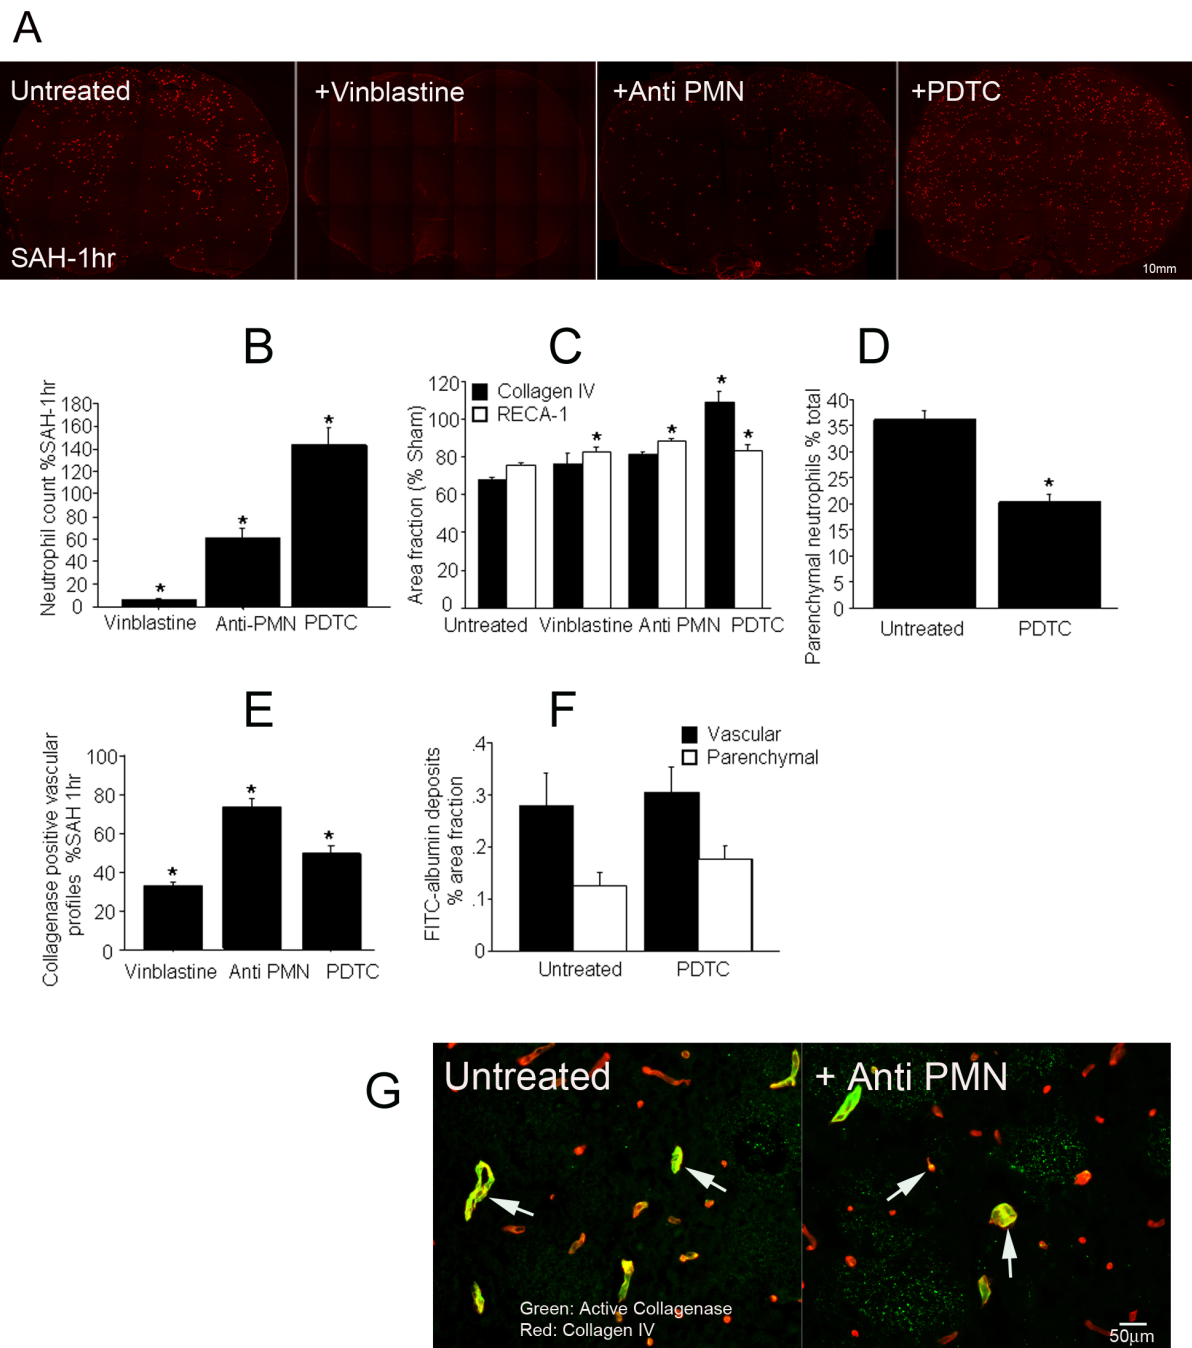 A
Untreated
+Vinblastine
+Anti PMN
+PDTC
SAH-1hr
10mm
B
Neutrophil count %SAH-1hr
180
160
140
120
100
80
60
40
20
0
*
*
*
Vinblastine
Anti-PMN
PDTC
C
Area fraction (% Sham)
120
100
80
60
40
20
0
Collagen IV
RECA-1
*
*
*
*
Untreated
Vinblastine
Anti PMN
PDTC
D
Parenchymal neutrophils % total
40
35
30
25
20
15
10
5
0
*
Untreated
PDTC
E
Collagenase positive vascular
profiles %SAH 1hr
100
80
60
40
20
0
*
*
*
Vinblastine
Anti PMN
PDTC
F
FITC-albumin deposits
% area fraction
.4
.3
.2
.1
0
Vascular
Parenchymal
Untreated
PDTC
G
Untreated
+ Anti PMN
Green: Active Collagenase
Red: Collagen IV
50µm